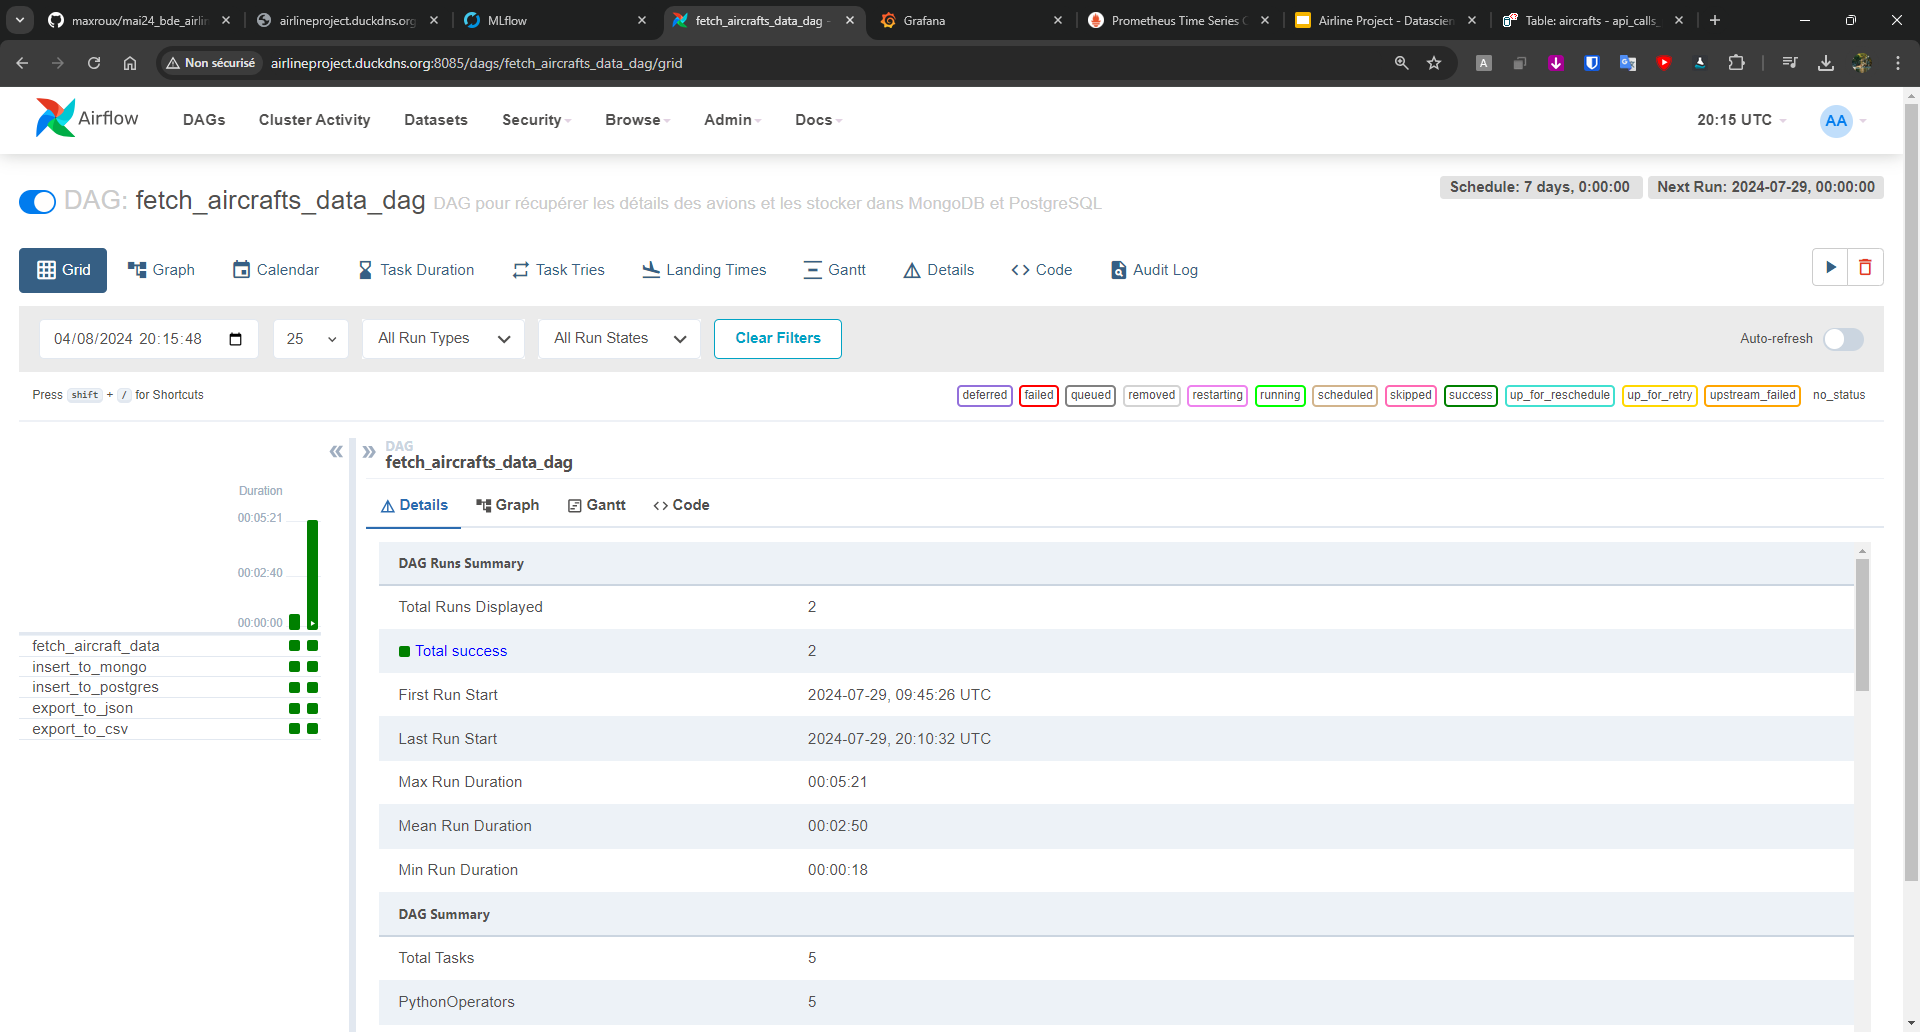 maxroux/mai24_bde_airlin
airlineproject.duckdns.org
MLflow
fetch_aircrafts_data_dag -
Grafana
Prometheus Time Series C
Airline Project - Datascien
Table: aircrafts - api_calls_
Non sécurisé
airlineproject.duckdns.org:8085/dags/fetch_aircrafts_data_dag/grid
Airflow
DAGs
Cluster Activity
Datasets
Security
Browse
Admin
Docs
20:15 UTC
AA
DAG: fetch_aircrafts_data_dag DAG pour récupérer les détails des avions et les stocker dans MongoDB et PostgreSQL
Schedule: 7 days, 0:00:00
Next Run: 2024-07-29, 00:00:00
Grid
Graph
Calendar
Task Duration
Task Tries
Landing Times
Gantt
Details
Code
Audit Log
04/08/2024 20:15:48
25
All Run Types
All Run States
Clear Filters
Auto-refresh
Press shift + / for Shortcuts
deferred
failed
queued
removed
restarting
running
scheduled
skipped
success
up_for_reschedule
up_for_retry
upstream_failed
no_status
Duration
00:05:21
00:02:40
00:00:00
fetch_aircraft_data
insert_to_mongo
insert_to_postgres
export_to_json
export_to_csv
DAG
fetch_aircrafts_data_dag
Details
Graph
Gantt
Code
DAG Runs Summary
Total Runs Displayed 2
Total success 2
First Run Start 2024-07-29, 09:45:26 UTC
Last Run Start 2024-07-29, 20:10:32 UTC
Max Run Duration 00:05:21
Mean Run Duration 00:02:50
Min Run Duration 00:00:18
DAG Summary
Total Tasks 5
PythonOperators 5